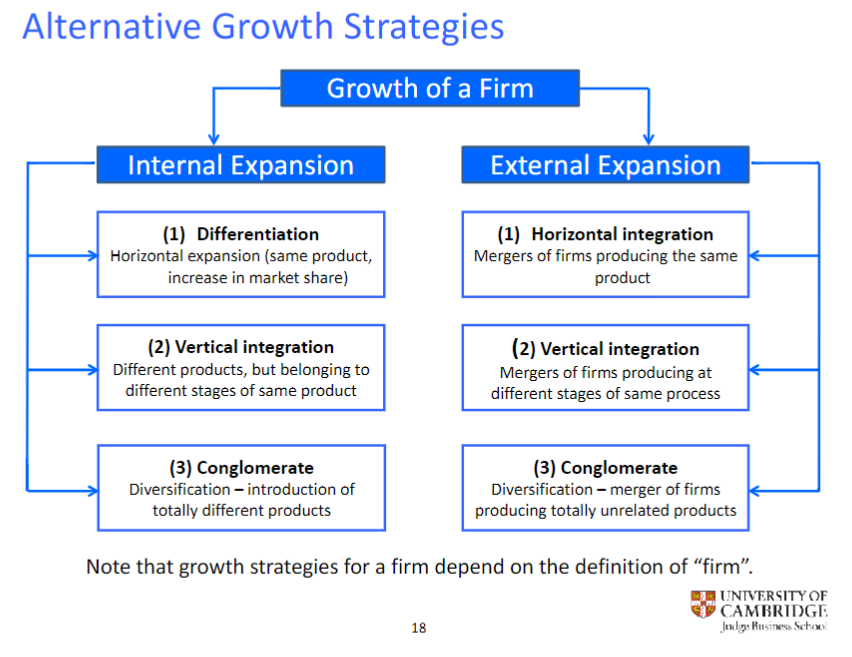 Alternative Growth Strategies
Growth of a Firm
Internal Expansion
(1) Differentiation
Horizontal expansion (same product,
increase in market share)
(2) Vertical integration
Different products, but belonging to
different stages of same product
(3) Conglomerate
Diversification – introduction of
totally different products
External Expansion
(1) Horizontal integration
Mergers of firms producing the same
product
(2) Vertical integration
Mergers of firms producing at
different stages of same process
(3) Conglomerate
Diversification – merger of firms
producing totally unrelated products
Note that growth strategies for a firm depend on the definition of “firm”.
UNIVERSITY OF
CAMBRIDGE
Judge Business School
18